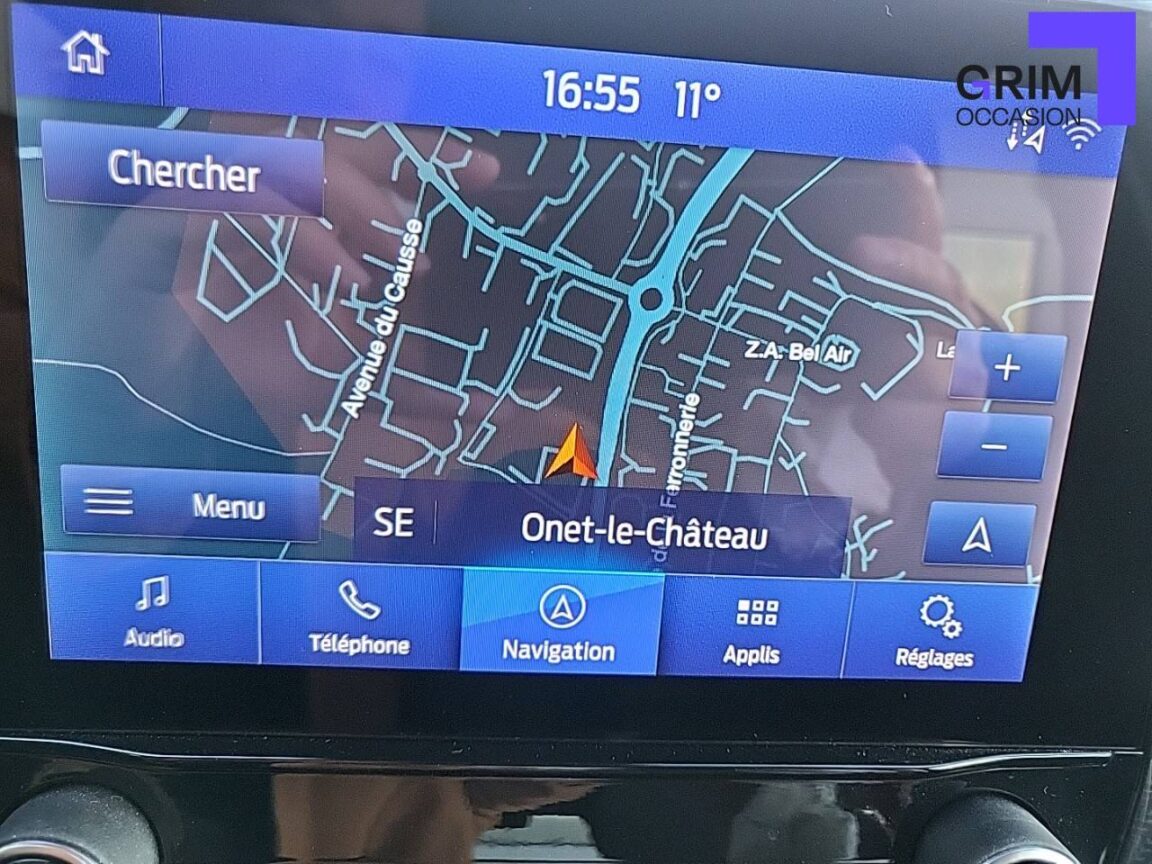 16:55 11°
GRIM
OCCASION
Chercher
Avenue du Causse
Z.A. Bel Air
La
+
Ferronnerie
−
Menu
SE
Onet-le-Château
Audio
Téléphone
Navigation
Applis
Réglages